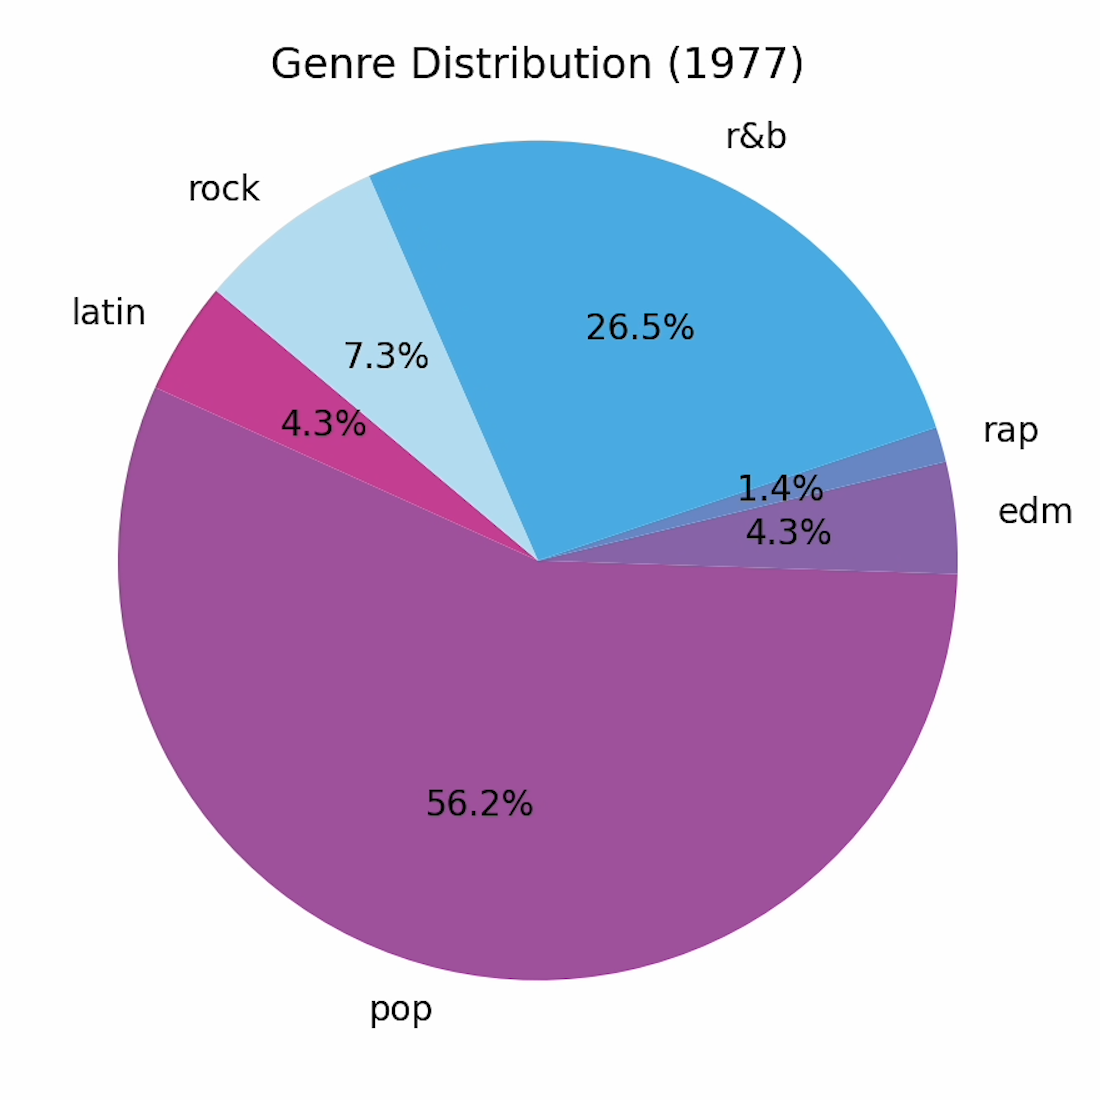 Genre Distribution (1977)
r&b
rock
latin
26.5%
7.3%
4.3%
rap
1.4%
edm
4.3%
56.2%
pop